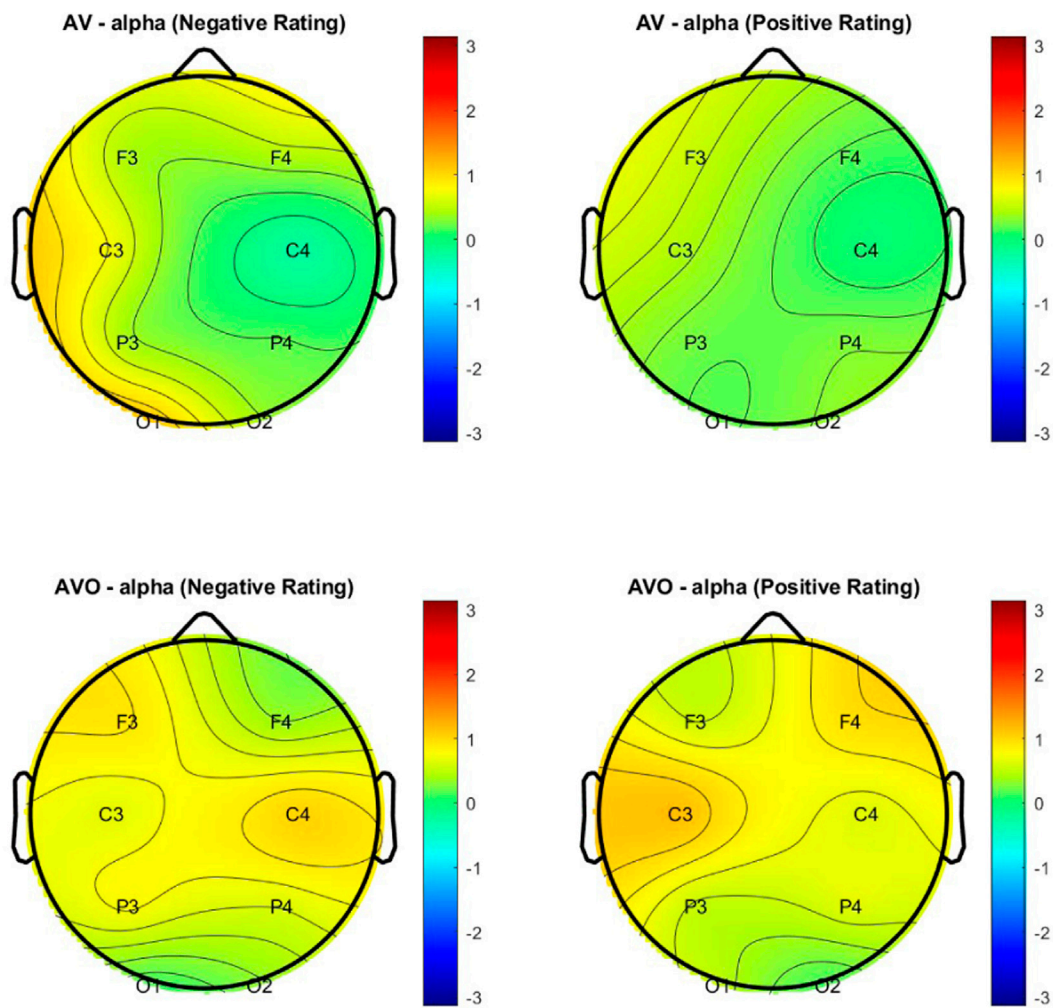 AV - alpha (Negative Rating)
3
2
1
0
-1
-2
-3
F3
F4
C3
C4
P3
P4
O1
O2
AV - alpha (Positive Rating)
3
2
1
0
-1
-2
-3
F3
F4
C3
C4
P3
P4
O1
O2
AVO - alpha (Negative Rating)
3
2
1
0
-1
-2
-3
F3
F4
C3
C4
P3
P4
O1
O2
AVO - alpha (Positive Rating)
3
2
1
0
-1
-2
-3
F3
F4
C3
C4
P3
P4
O1
O2